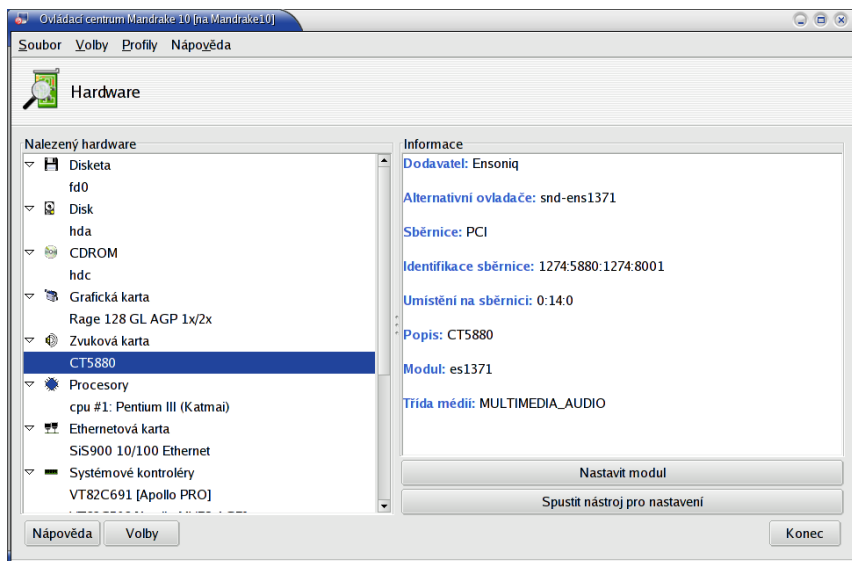 Ovládací centrum Mandrake 10 [na Mandrake10]
Soubor Volby Profily Nápověda
Hardware
Nalezený hardware
Disketa
fd0
Disk
hda
CDROM
hdc
Grafická karta
Rage 128 GL AGP 1x/2x
Zvuková karta
CT5880
Procesory
cpu #1: Pentium III (Katmai)
Ethernetová karta
SiS900 10/100 Ethernet
Systémové kontroléry
VT82C691 [Apollo PRO]
Informace
Dodavatel: Ensoniq
Alternativní ovladače: snd-ens1371
Sběrnice: PCI
Identifikace sběrnice: 1274:5880:1274:8001
Umístění na sběrnici: 0:14:0
Popis: CT5880
Modul: es1371
Třída médií: MULTIMEDIA_AUDIO
Nastavit modul
Spustit nástroj pro nastavení
Nápověda Volby Konec